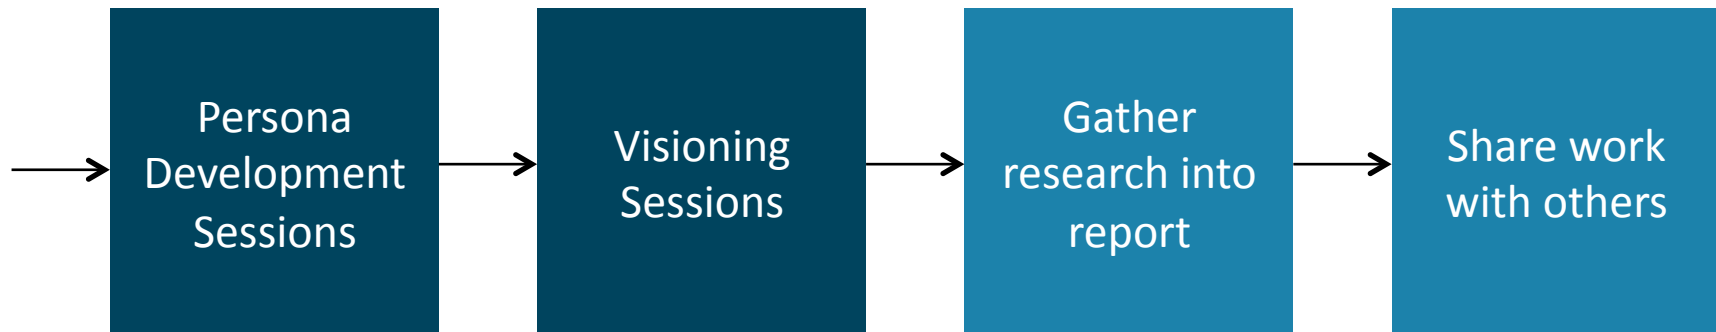 Persona
Development
Sessions
Visioning
Sessions
Gather
research into
report
Share work
with others